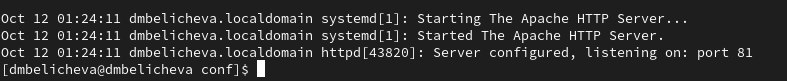 Oct 12 01:24:11 dmbelicheva.localdomain systemd[1]: Starting The Apache HTTP Server...
Oct 12 01:24:11 dmbelicheva.localdomain systemd[1]: Started The Apache HTTP Server.
Oct 12 01:24:11 dmbelicheva.localdomain httpd[43820]: Server configured, listening on: port 81
[dmbelicheva@dmbelicheva conf]$